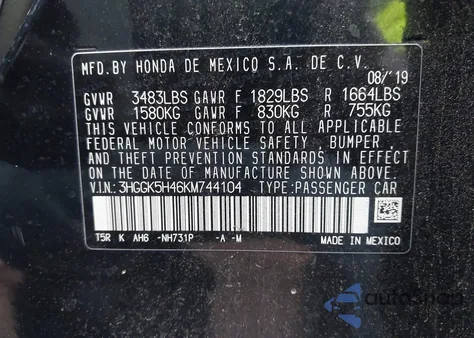 MFD.BY HONDA DE MEXICO S.A. DE C.V.
08/'19
GVWR 3483LBS GAWR F 1829LBS R 1664LBS
GVWR 1580KG GAWR F 830KG R 755KG
THIS VEHICLE CONFORMS TO ALL APPLICABLE
FEDERAL MOTOR VEHICLE SAFETY , BUMPER ,
AND THEFT PREVENTION STANDARDS IN EFFECT
ON THE DATE OF MANUFACTURE SHOWN ABOVE.
V.I.N.:3HGGK5H46KM744104 TYPE:PASSENGER CAR
T5R K AH6 -NH731P -A -M
MADE IN MEXICO
autosnap